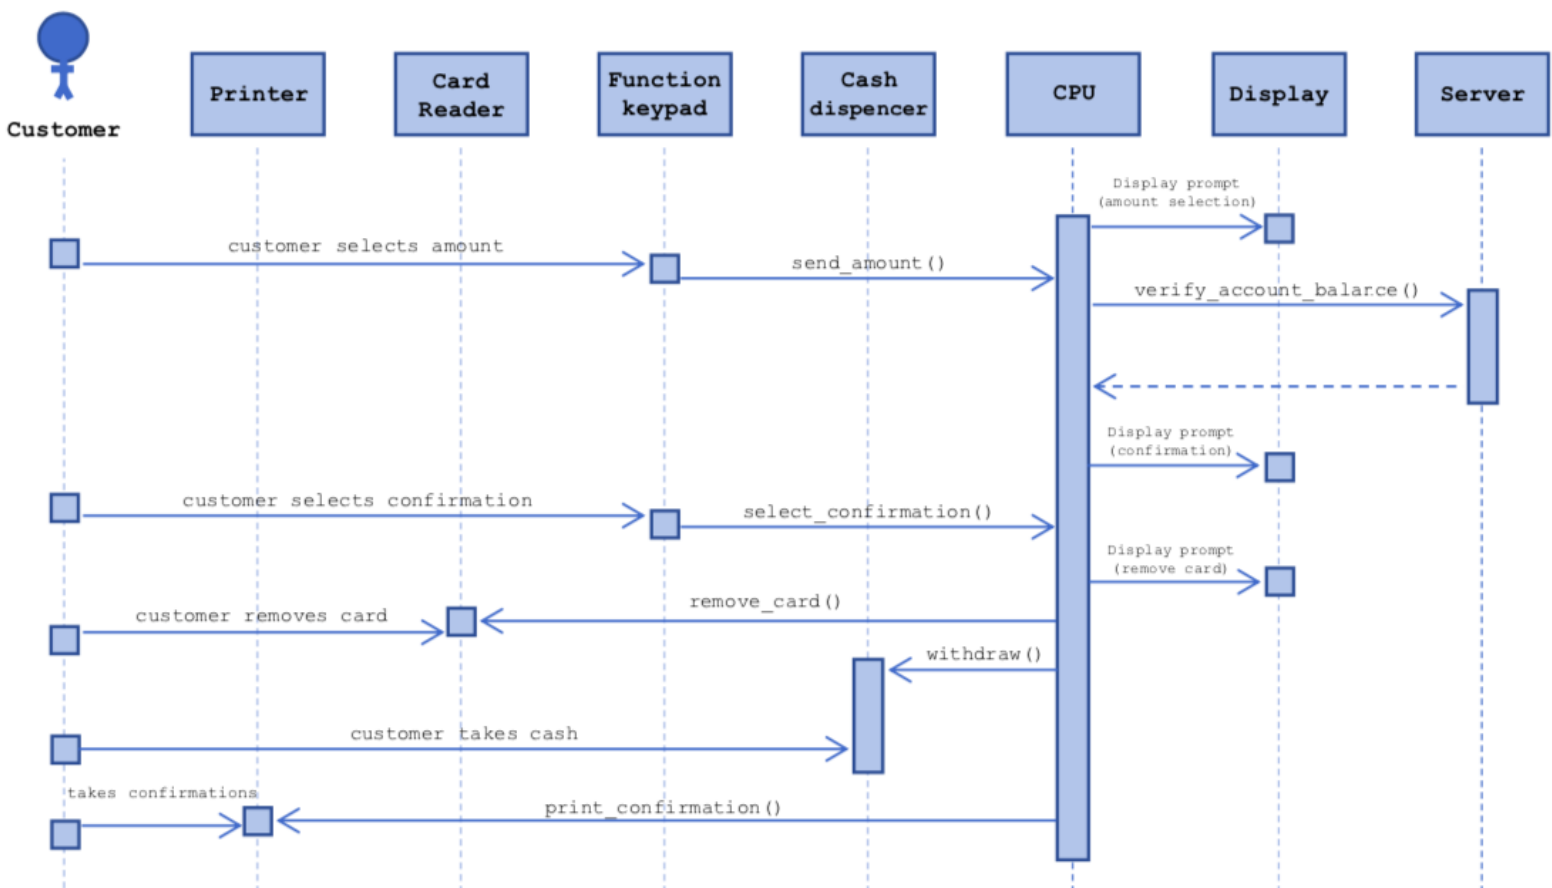 Customer
Printer
Card
Reader
Function
keypad
Cash
dispencer
CPU
Display
Server
Display prompt
(amount selection)
customer selects amount
send_amount()
verify_account_balance()
Display prompt
(confirmation)
customer selects confirmation
select_confirmation()
Display prompt
(remove card)
remove_card()
customer removes card
withdraw()
customer takes cash
takes confirmations
print_confirmation()